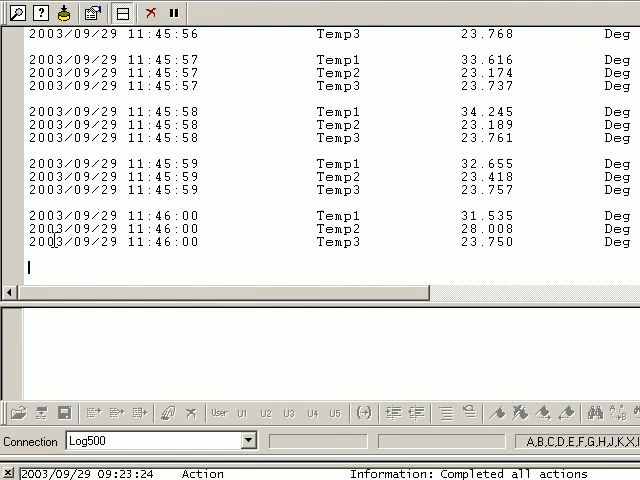 2003/09/29 11:45:56 Temp3 23.768 Deg
2003/09/29 11:45:57 Temp1 33.616 Deg
2003/09/29 11:45:57 Temp2 23.174 Deg
2003/09/29 11:45:57 Temp3 23.737 Deg
2003/09/29 11:45:58 Temp1 34.245 Deg
2003/09/29 11:45:58 Temp2 23.189 Deg
2003/09/29 11:45:58 Temp3 23.761 Deg
2003/09/29 11:45:59 Temp1 32.655 Deg
2003/09/29 11:45:59 Temp2 23.418 Deg
2003/09/29 11:45:59 Temp3 23.757 Deg
2003/09/29 11:46:00 Temp1 31.535 Deg
2003/09/29 11:46:00 Temp2 28.008 Deg
2003/09/29 11:46:00 Temp3 23.750 Deg
User U1 U2 U3 U4 U5
Connection Log500 A,B,C,D,E,F,G,H,J,K,X,
2003/09/29 09:23:24 Action Information: Completed all actions